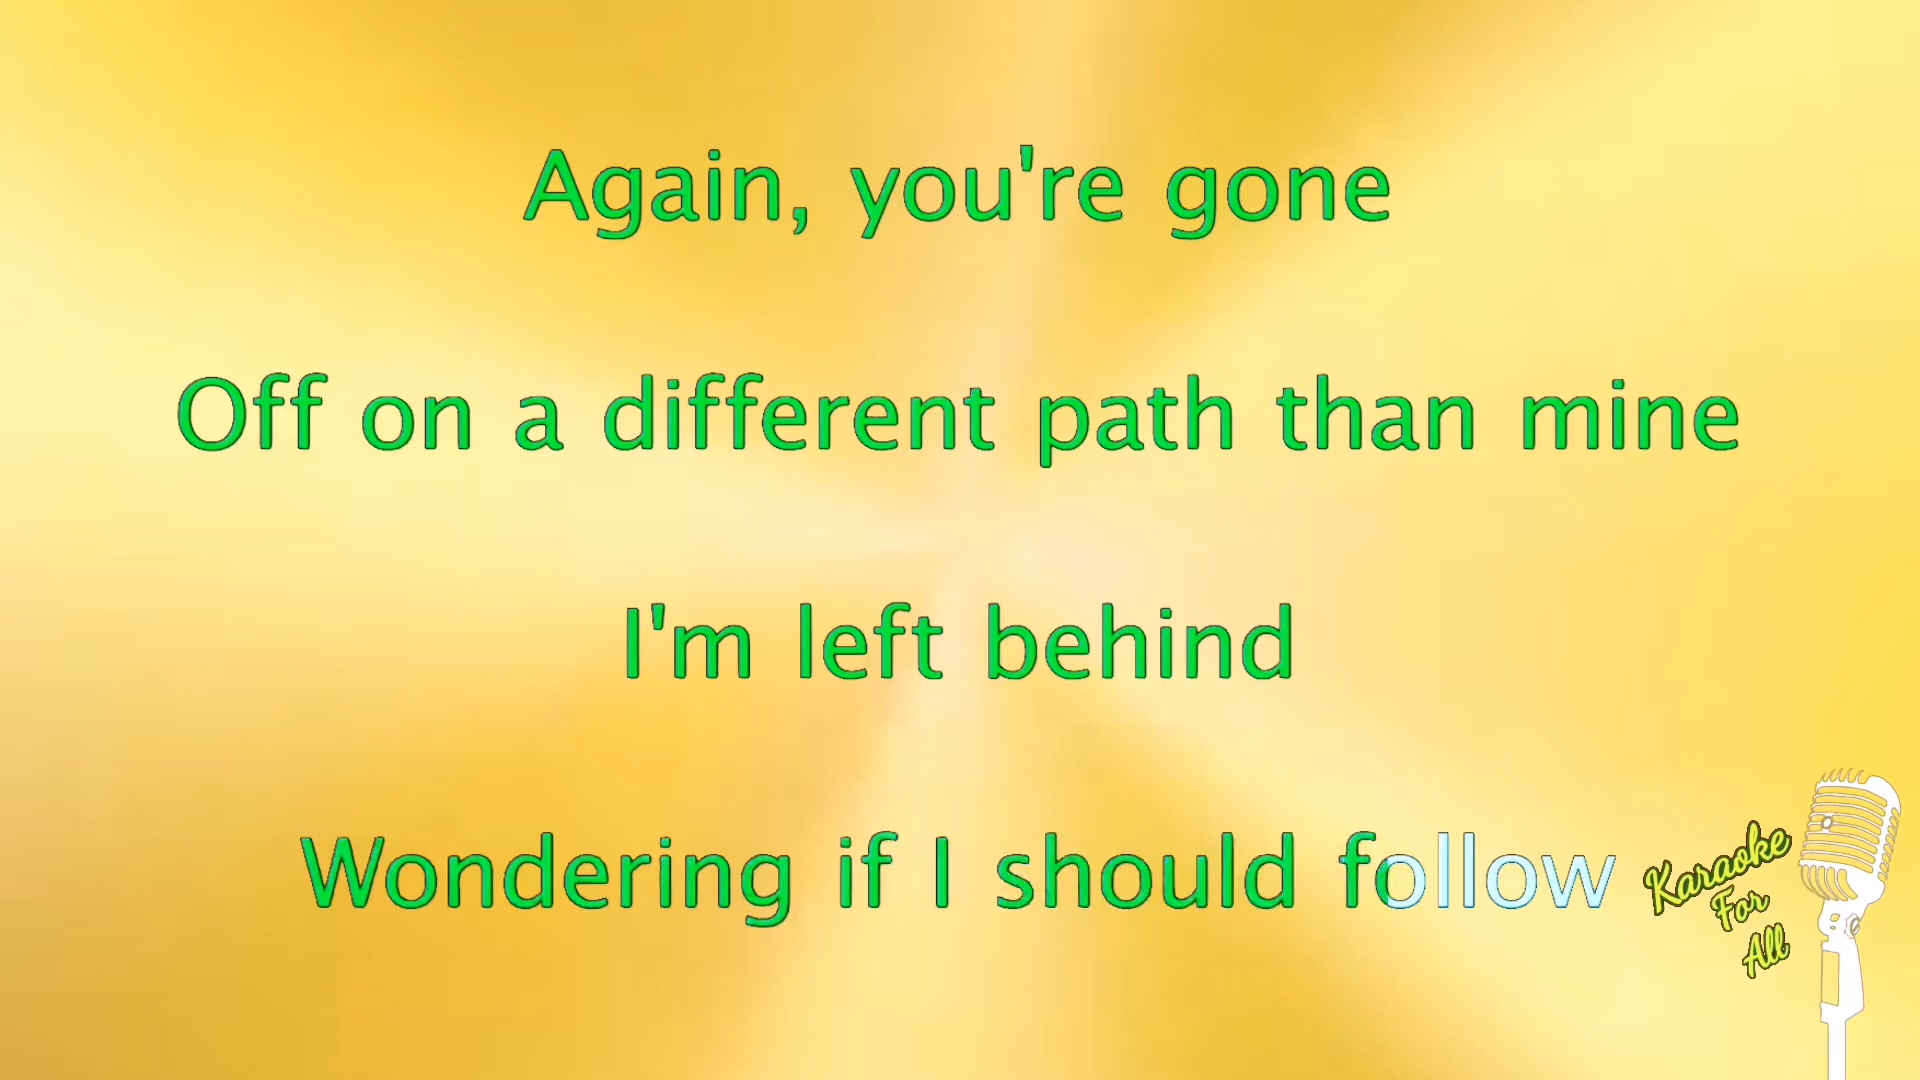 Again, you're gone
Off on a different path than mine
I'm left behind
Wondering if I should follow
Karaoke
For
All